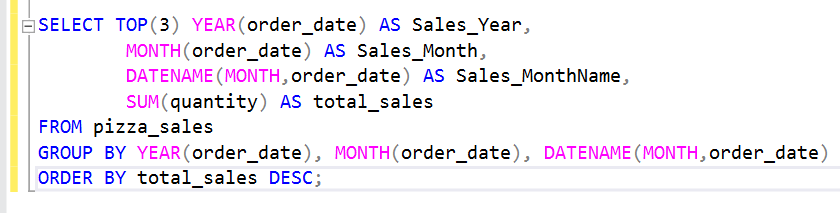 SELECT TOP(3) YEAR(order_date) AS Sales_Year,
MONTH(order_date) AS Sales_Month,
DATENAME(MONTH,order_date) AS Sales_MonthName,
SUM(quantity) AS total_sales
FROM pizza_sales
GROUP BY YEAR(order_date), MONTH(order_date), DATENAME(MONTH,order_date)
ORDER BY total_sales DESC;